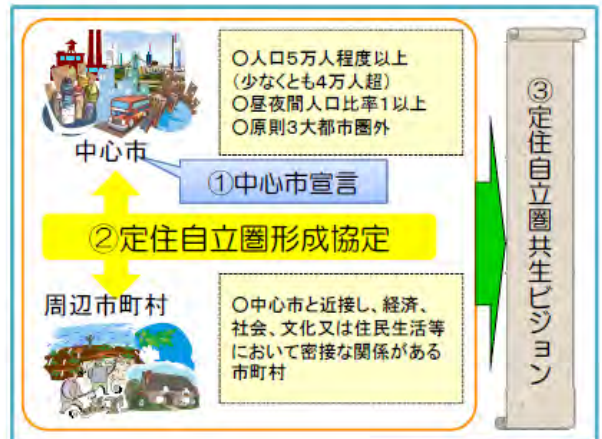 ○人口5万人程度以上
(少なくとも4万人超)
○昼夜間人口比率1以上
○原則3大都市圏外
中心市
①中心市宣言
②定住自立圏形成協定
周辺市町村
○中心市と近接し、経済、
社会、文化又は住民生活等
において密接な関係がある
市町村
③定住自立圏共生ビジョン